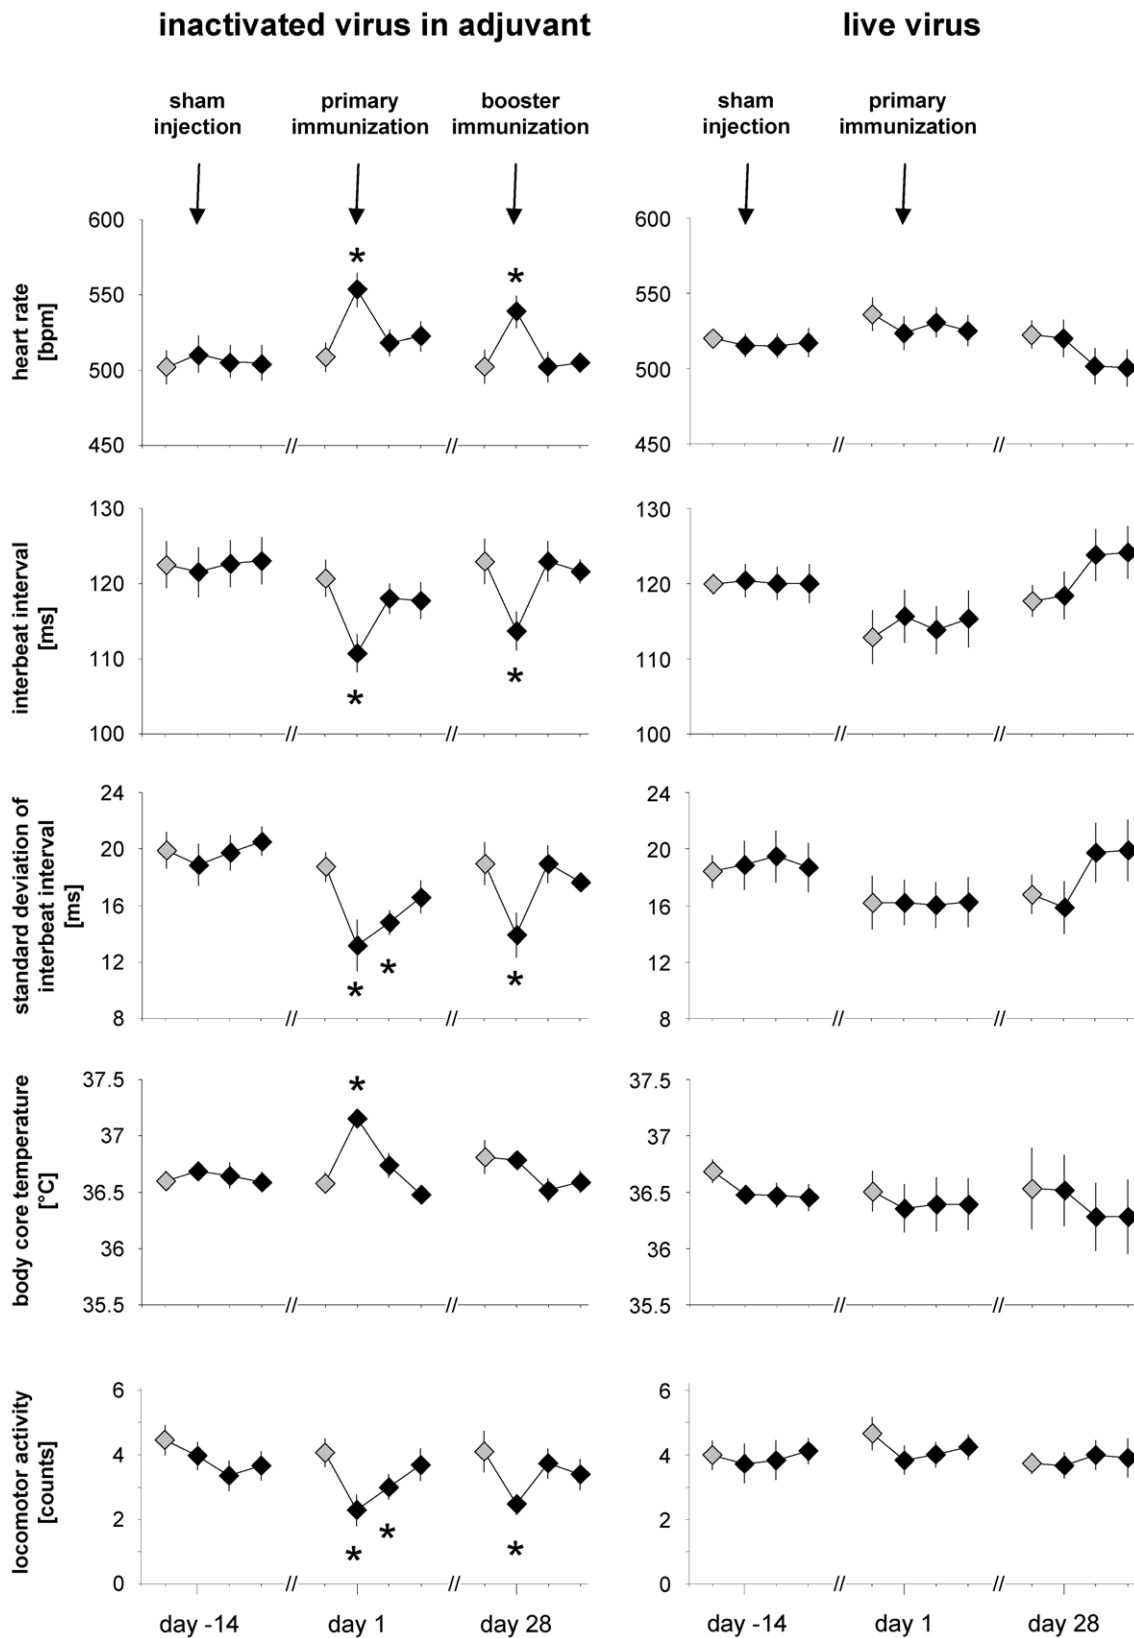 inactivated virus in adjuvant
live virus
sham
injection
primary
immunization
booster
immunization
sham
injection
primary
immunization
heart rate
[bpm]
600
550
500
450
//
//
600
550
500
450
//
//
*
*
interbeat interval
[ms]
130
120
110
100
//
//
130
120
110
100
//
//
*
*
standard deviation of
interbeat interval
[ms]
24
20
16
12
8
//
//
24
20
16
12
8
//
//
*
*
*
body core temperature
[°C]
37.5
37
36.5
36
35.5
//
//
37.5
37
36.5
36
35.5
//
//
*
locomotor activity
[counts]
6
4
2
0
//
//
6
4
2
0
//
//
*
*
*
day -14
day 1
day 28
day -14
day 1
day 28